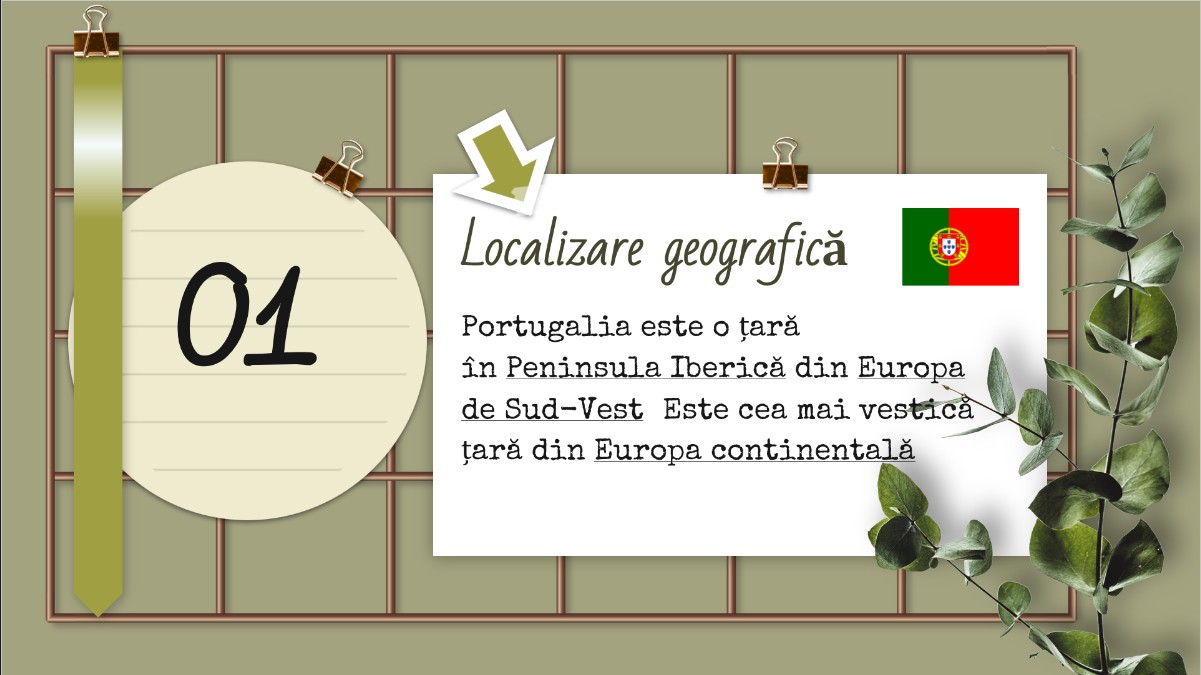 01
Localizare geografică
Portugalia este o țară
în Peninsula Iberică din Europa
de Sud-Vest Este cea mai vestică
țară din Europa continentală